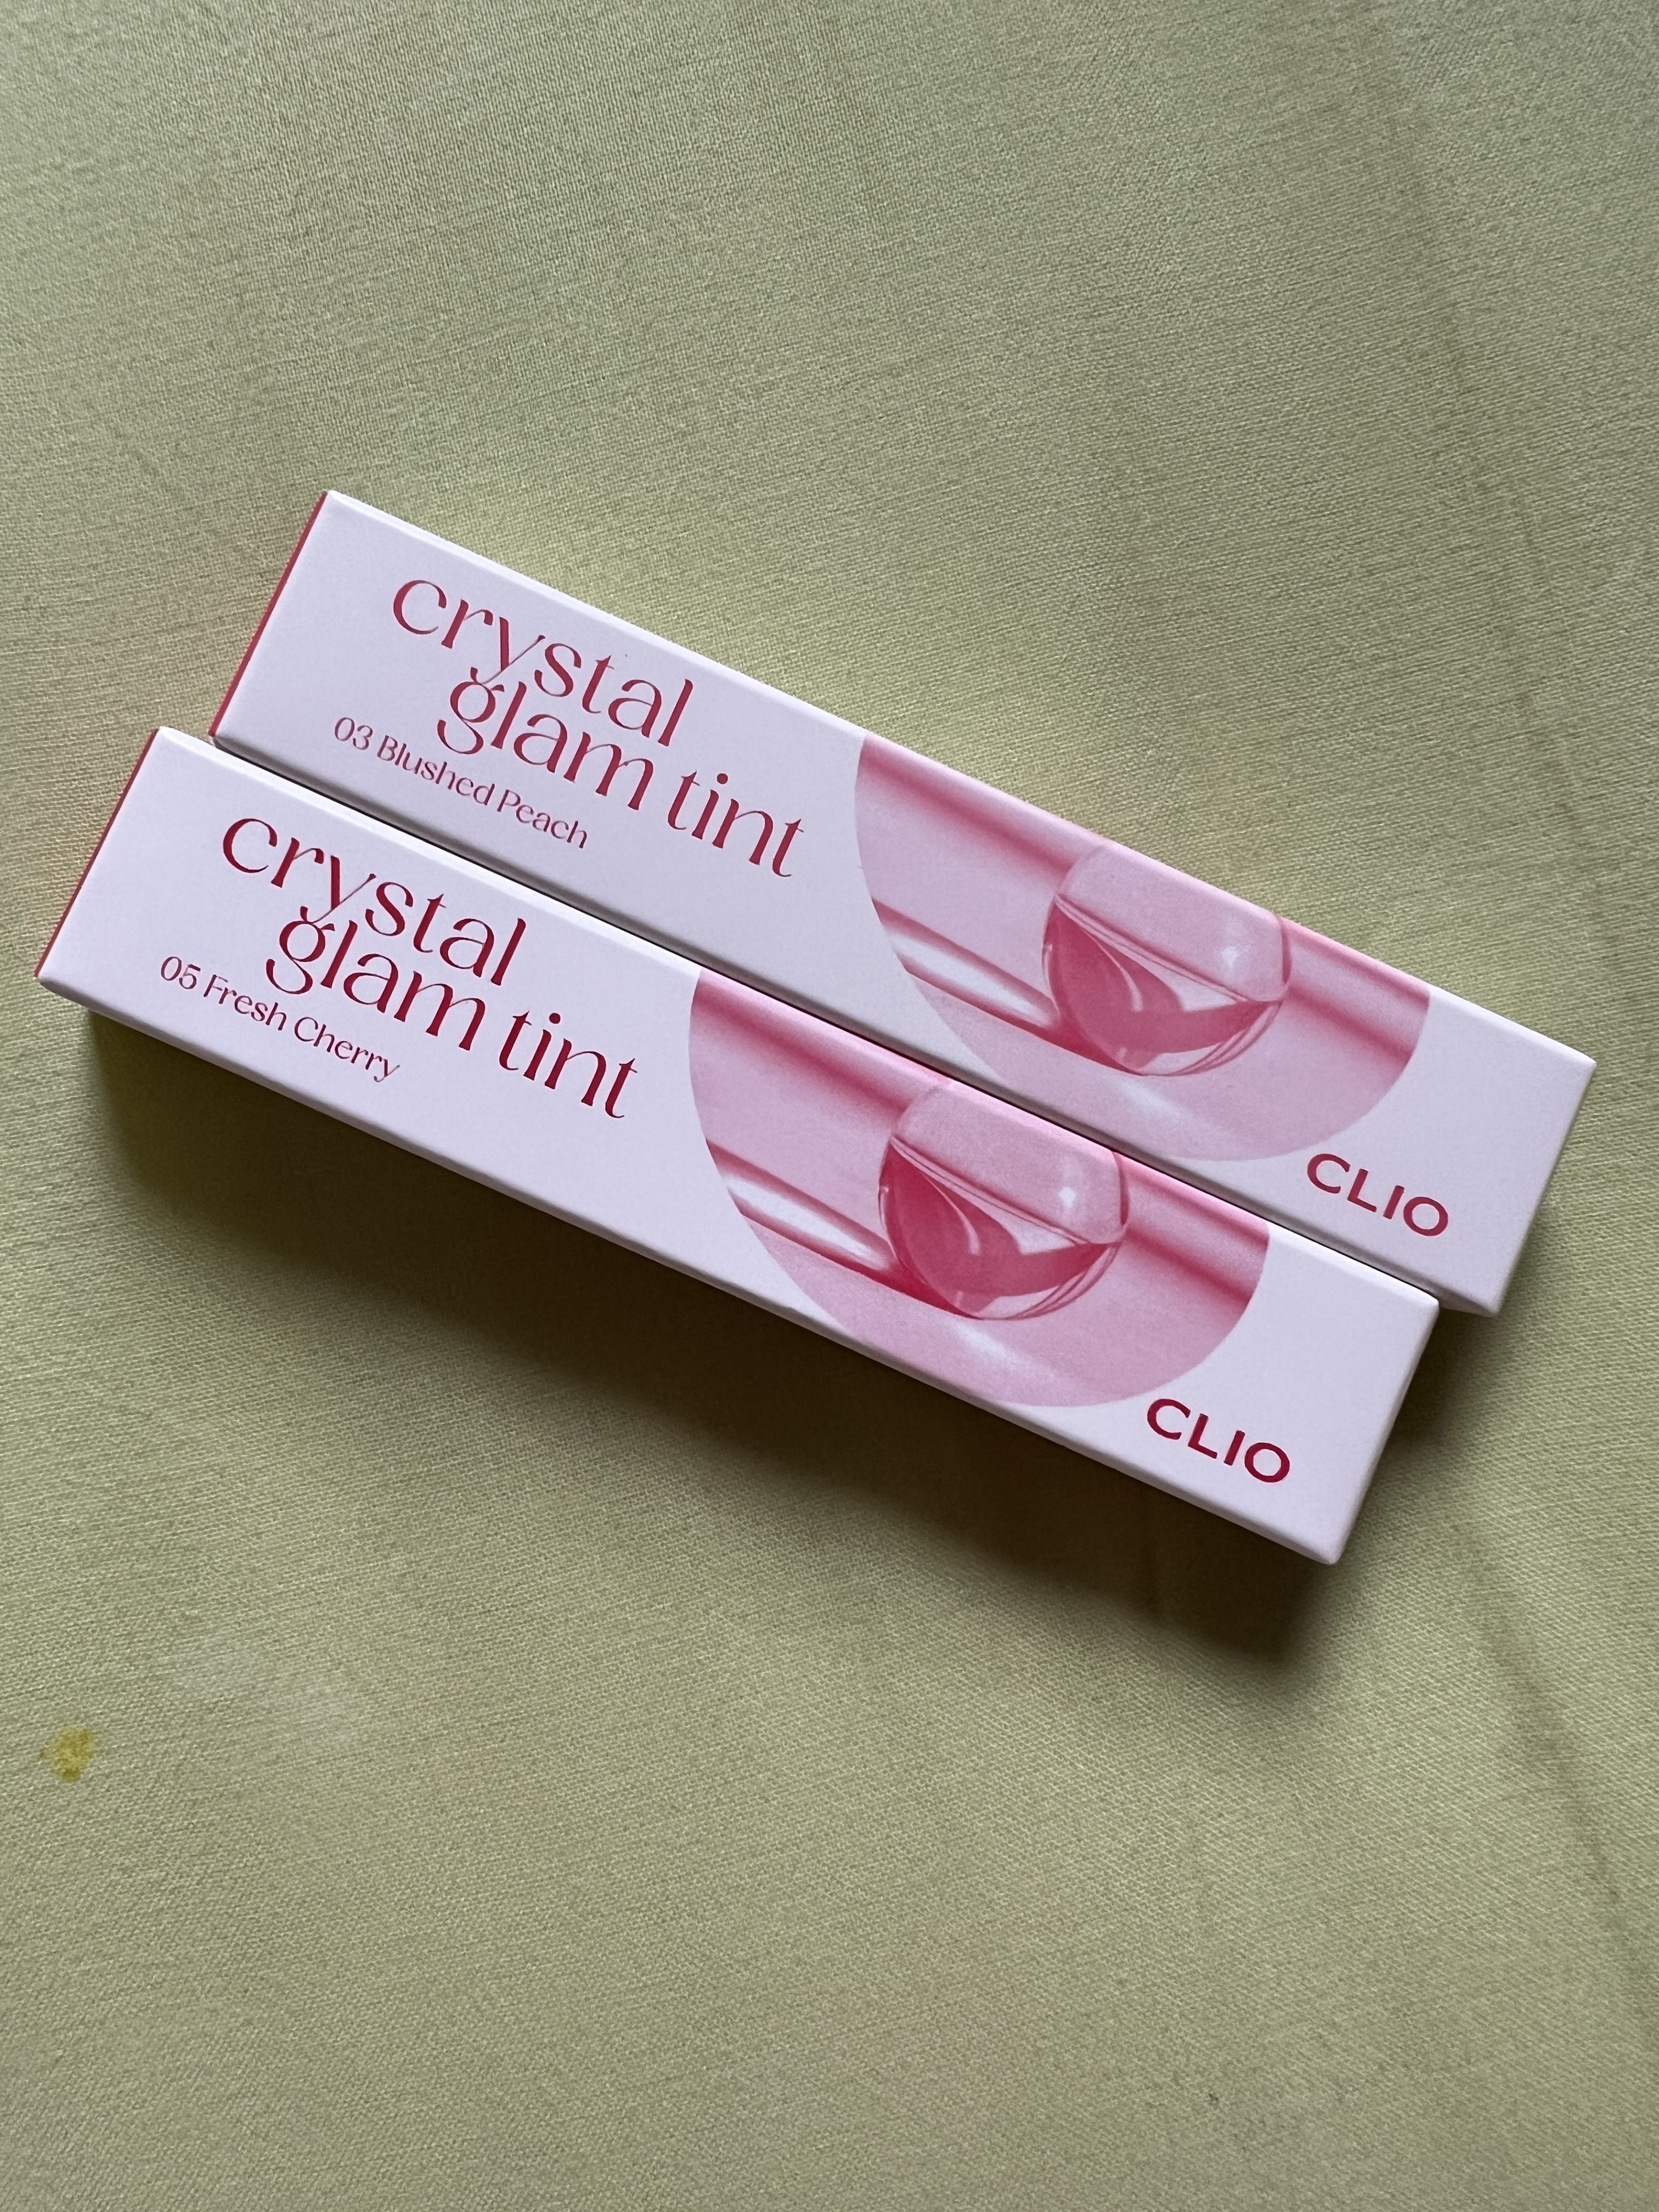 crystal
glam tint
03 Blushed Peach
CLIO
crystal
glam tint
05 Fresh Cherry
CLIO